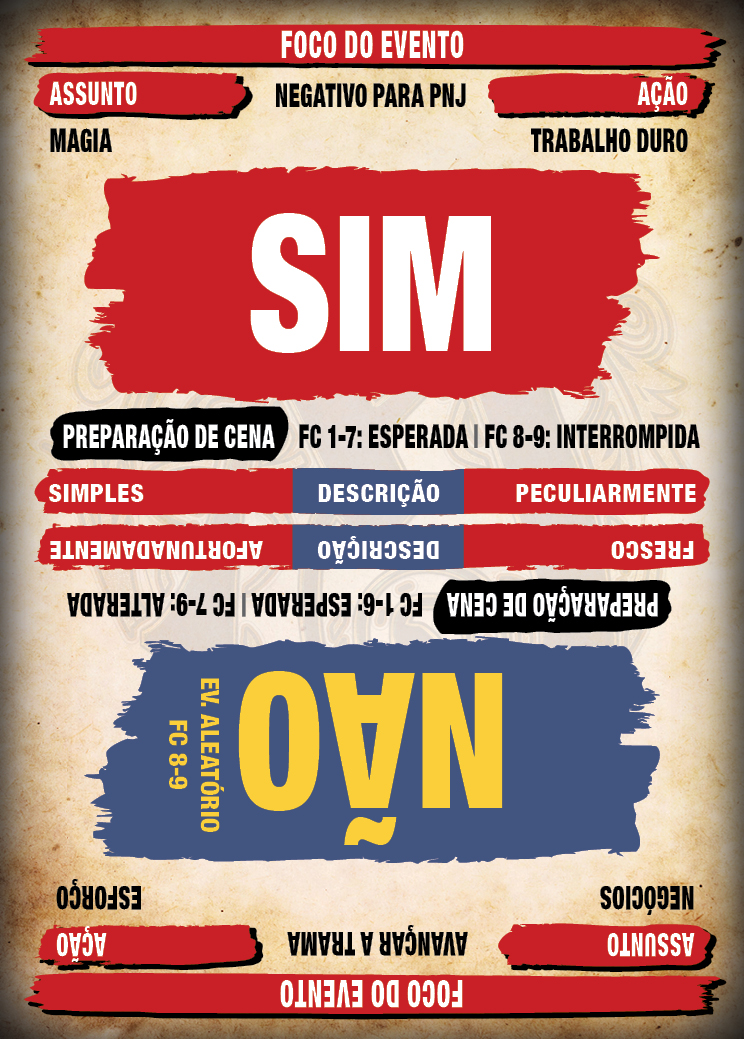 FOCO DO EVENTO
ASSUNTO NEGATIVO PARA PNJ AÇÃO
MAGIA TRABALHO DURO
SIM
PREPARAÇÃO DE CENA FC 1-7: ESPERADA | FC 8-9: INTERROMPIDA
SIMPLES DESCRIÇÃO PECULIARMENTE
FRESCO DESCRIÇÃO AFORTUNADAMENTE
PREPARAÇÃO DE CENA FC 1-6: ESPERADA | FC 7-9: ALTERADA
NÃO
EV. ALEATÓRIO
FC 8-9
NEGÓCIOS ESFORÇO
ASSUNTO AVANÇAR A TRAMA AÇÃO
FOCO DO EVENTO